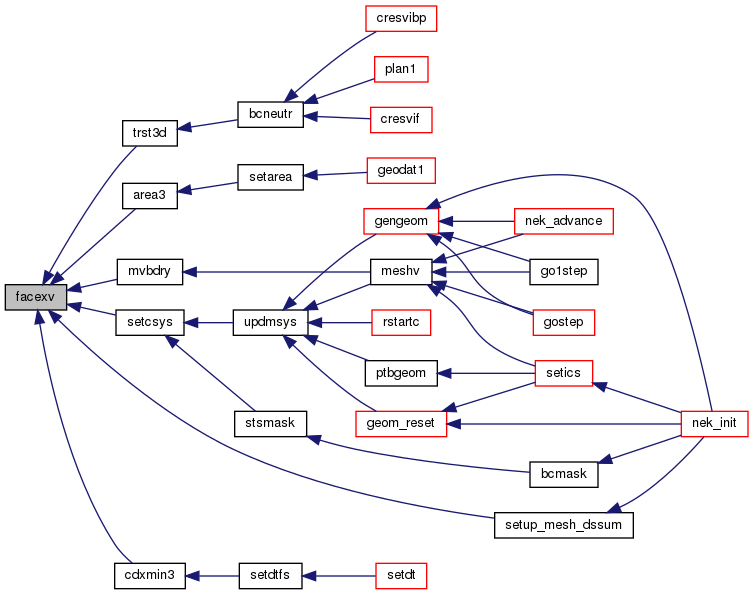 cresvibp
plan1
bcneutr
cresvif
trst3d
geodat1
setarea
area3
gengeom
nek_advance
mvbdry
meshv
go1step
facexv
setcsys
updmsys
rstartc
gostep
ptbgeom
setics
stsmask
geom_reset
nek_init
bcmask
setup_mesh_dssum
cdxmin3
setdtfs
setdt